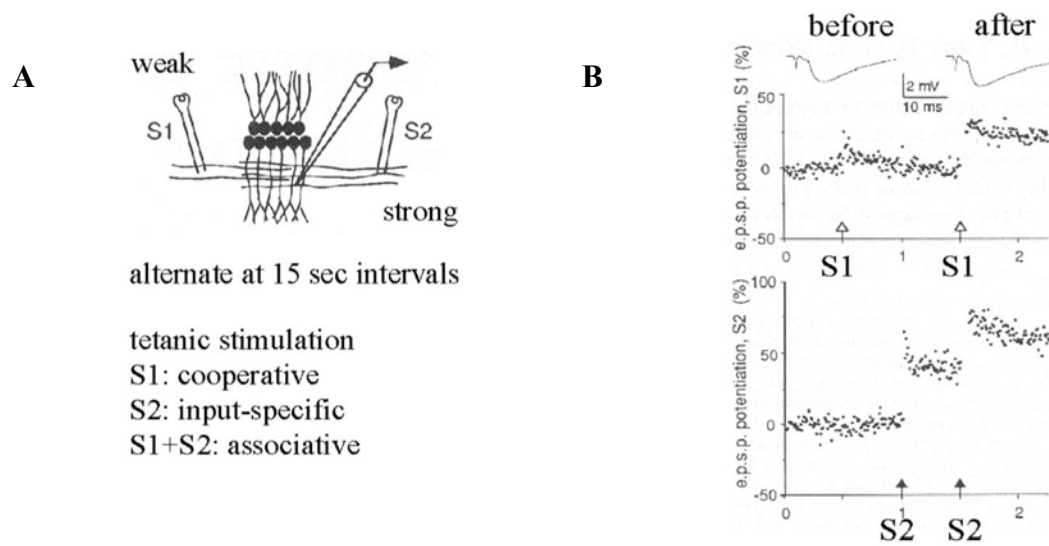 A
weak
S1
S2
strong
alternate at 15 sec intervals
tetanic stimulation
S1: cooperative
S2: input-specific
S1+S2: associative
B
before
after
2 mV
10 ms
e.p.s.p. potentiation, S1 (%)
50
0
-50
0
1
2
S1
S1
e.p.s.p. potentiation, S2 (%)
100
50
0
-50
0
1
2
S2
S2